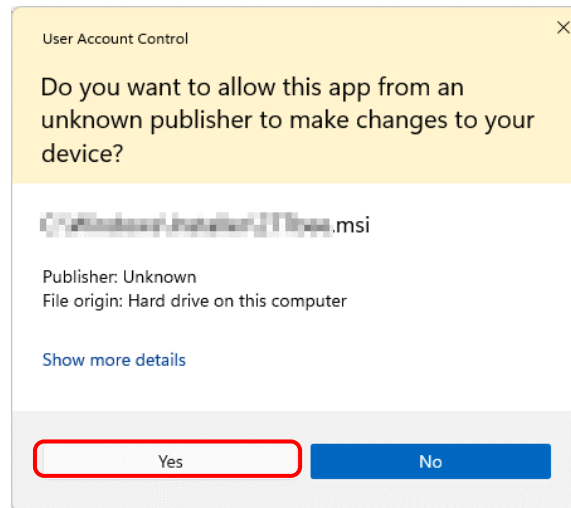 User Account Control
Do you want to allow this app from an
unknown publisher to make changes to your
device?
.msi
Publisher: Unknown
File origin: Hard drive on this computer
Show more details
Yes
No